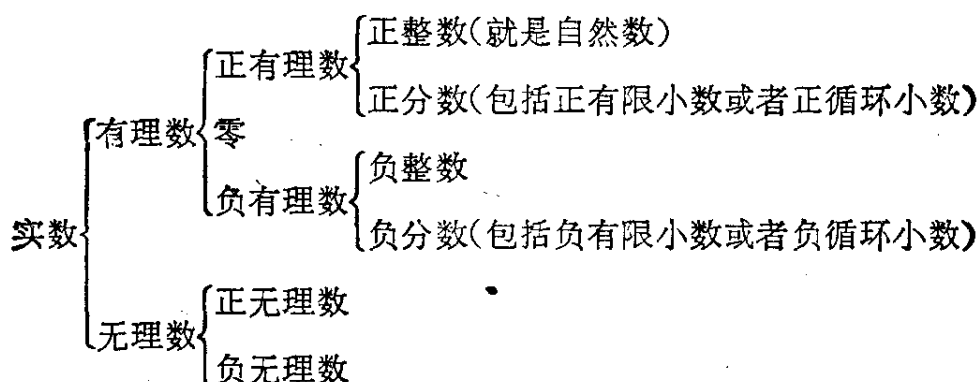 正整数(就是自然数)
正有理数
正分数(包括正有限小数或者正循环小数)
有理数
零
负整数
负有理数
负分数(包括负有限小数或者负循环小数)
实数
正无理数
无理数
负无理数